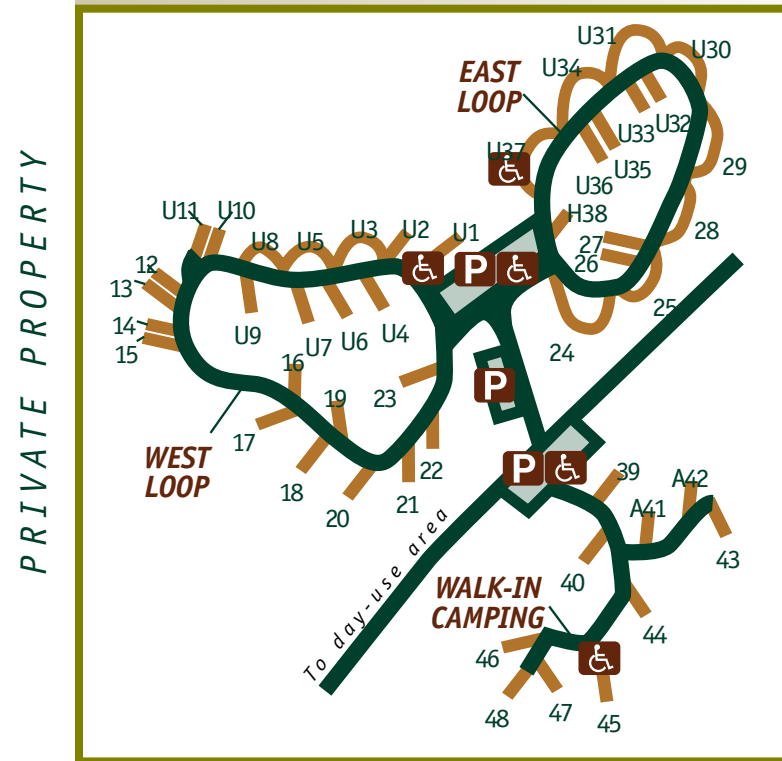 PRIVATE PROPERTY
EAST
LOOP
U31
U30
U34
U37
U33
U32
U35
U36
H38
29
28
27
26
25
24
U11
U10
U8
U5
U3
U2
U1
12
13
14
15
U9
U7
U6
U4
16
17
18
19
20
21
22
23
WEST
LOOP
P
P
P
39
A42
A41
43
40
44
WALK-IN
CAMPING
46
48
47
45
To day-use area